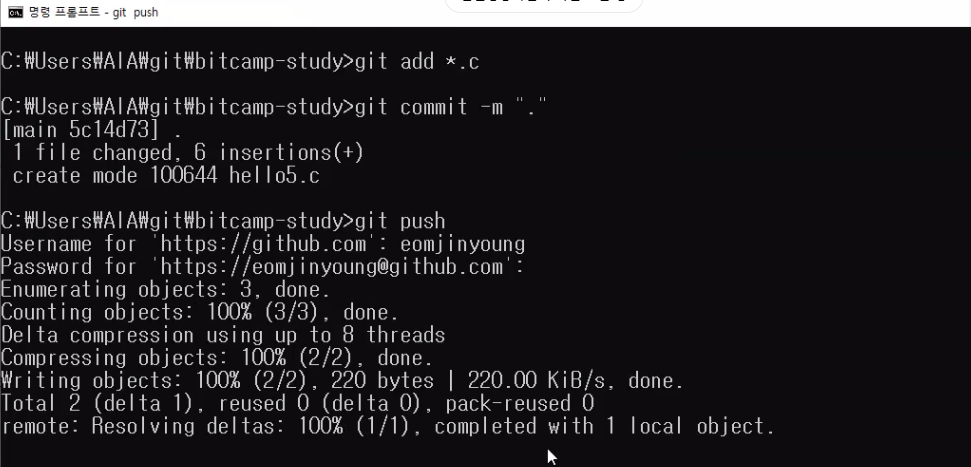 명령 프롬프트 - git push
C:₩Users₩AIA₩git₩bitcamp-study>git add *.c
C:₩Users₩AIA₩git₩bitcamp-study>git commit -m "."
[main 5c14d73] .
1 file changed, 6 insertions(+)
create mode 100644 hello5.c
C:₩Users₩AIA₩git₩bitcamp-study>git push
Username for 'https://github.com': eomjinyoung
Password for 'https://eomjinyoung@github.com':
Enumerating objects: 3, done.
Counting objects: 100% (3/3), done.
Delta compression using up to 8 threads
Compressing objects: 100% (2/2), done.
Writing objects: 100% (2/2), 220 bytes | 220.00 KiB/s, done.
Total 2 (delta 1), reused 0 (delta 0), pack-reused 0
remote: Resolving deltas: 100% (1/1), completed with 1 local object.